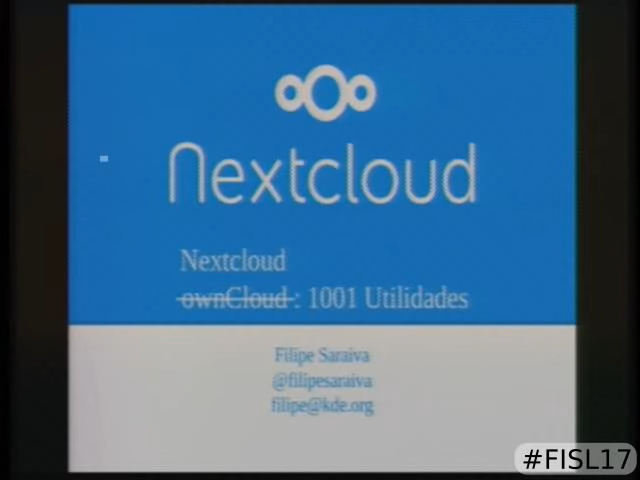 Nextcloud
Nextcloud
ownCloud : 1001 Utilidades
Filipe Saraiva
@filipesaraiva
filipe@kde.org
#FISL17